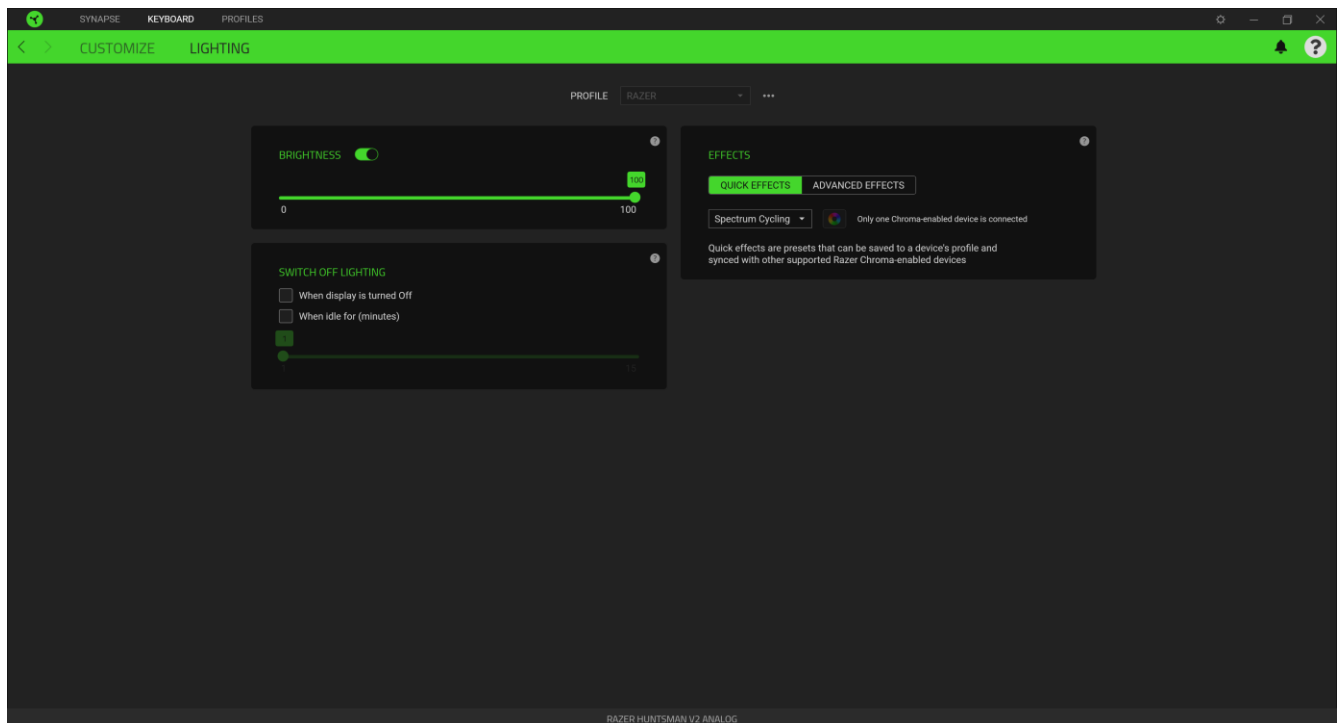 SYNAPSE KEYBOARD PROFILES
CUSTOMIZE LIGHTING
?
PROFILE RAZER
?
BRIGHTNESS
100
0 100
?
SWITCH OFF LIGHTING
When display is turned Off
When idle for (minutes)
1
1 15
?
EFFECTS
QUICK EFFECTS ADVANCED EFFECTS
Spectrum Cycling Only one Chroma-enabled device is connected
Quick effects are presets that can be saved to a device's profile and
synced with other supported Razer Chroma-enabled devices
RAZER HUNTSMAN V2 ANALOG